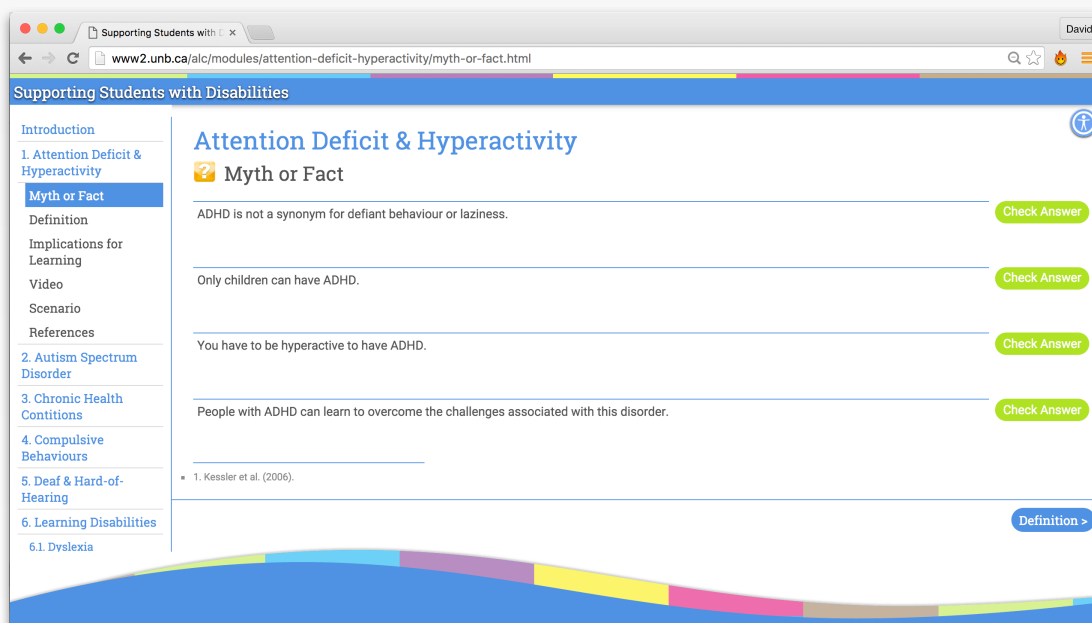 Supporting Students with D
David
www2.unb.ca/alc/modules/attention-deficit-hyperactivity/myth-or-fact.html
Supporting Students with Disabilities
Introduction
1. Attention Deficit &
Hyperactivity
Myth or Fact
Definition
Implications for
Learning
Video
Scenario
References
2. Autism Spectrum
Disorder
3. Chronic Health
Contitions
4. Compulsive
Behaviours
5. Deaf & Hard-of-
Hearing
6. Learning Disabilities
6.1. Dyslexia
Attention Deficit & Hyperactivity
? Myth or Fact
ADHD is not a synonym for defiant behaviour or laziness.
Check Answer
Only children can have ADHD.
Check Answer
You have to be hyperactive to have ADHD.
Check Answer
People with ADHD can learn to overcome the challenges associated with this disorder.
Check Answer
1. Kessler et al. (2006).
Definition >